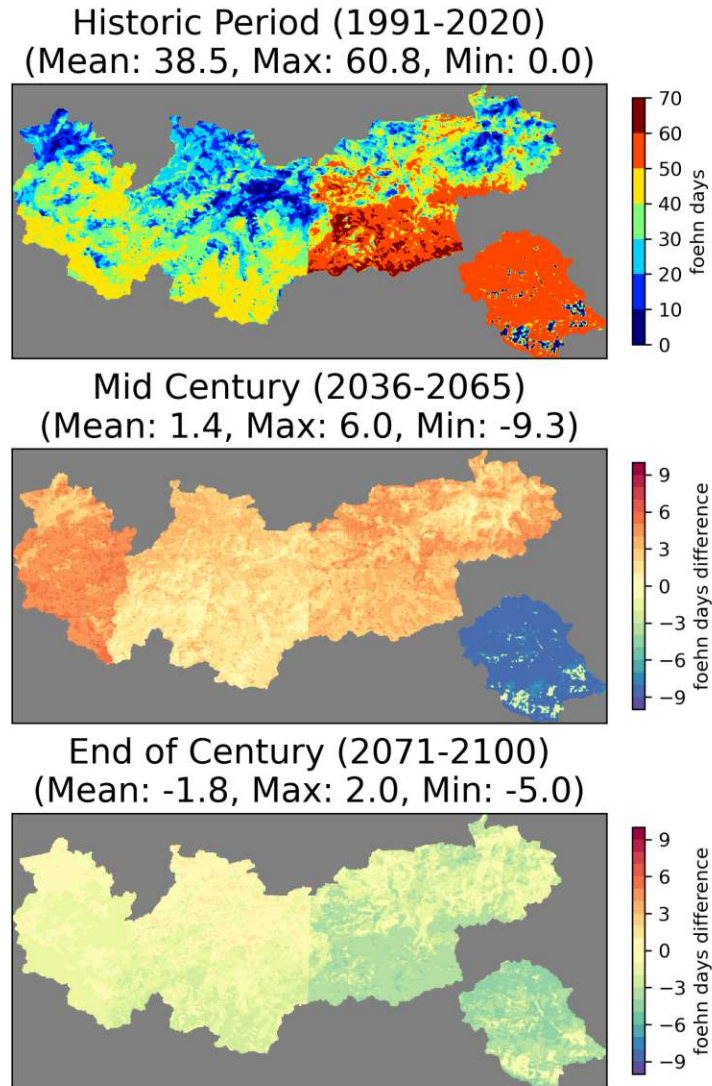 Historic Period (1991-2020)
(Mean: 38.5, Max: 60.8, Min: 0.0)
70
60
50
40
30
20
10
0
foehn days
Mid Century (2036-2065)
(Mean: 1.4, Max: 6.0, Min: -9.3)
9
6
3
0
−3
−6
−9
foehn days difference
End of Century (2071-2100)
(Mean: -1.8, Max: 2.0, Min: -5.0)
9
6
3
0
−3
−6
−9
foehn days difference